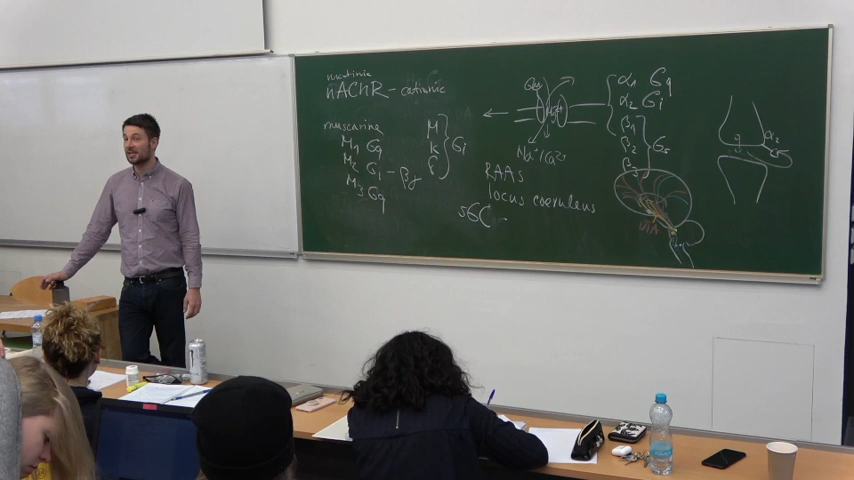 nicotinic
nAChR - cationic
muscarinic
M1 Gq
M2 Gi - βγ
M3 Gq
M
K
Gi
Na+/Ca2+
α1 Gq
α2 Gi
β1
β2
β3
Gs
RAAS
locus coeruleus
α2